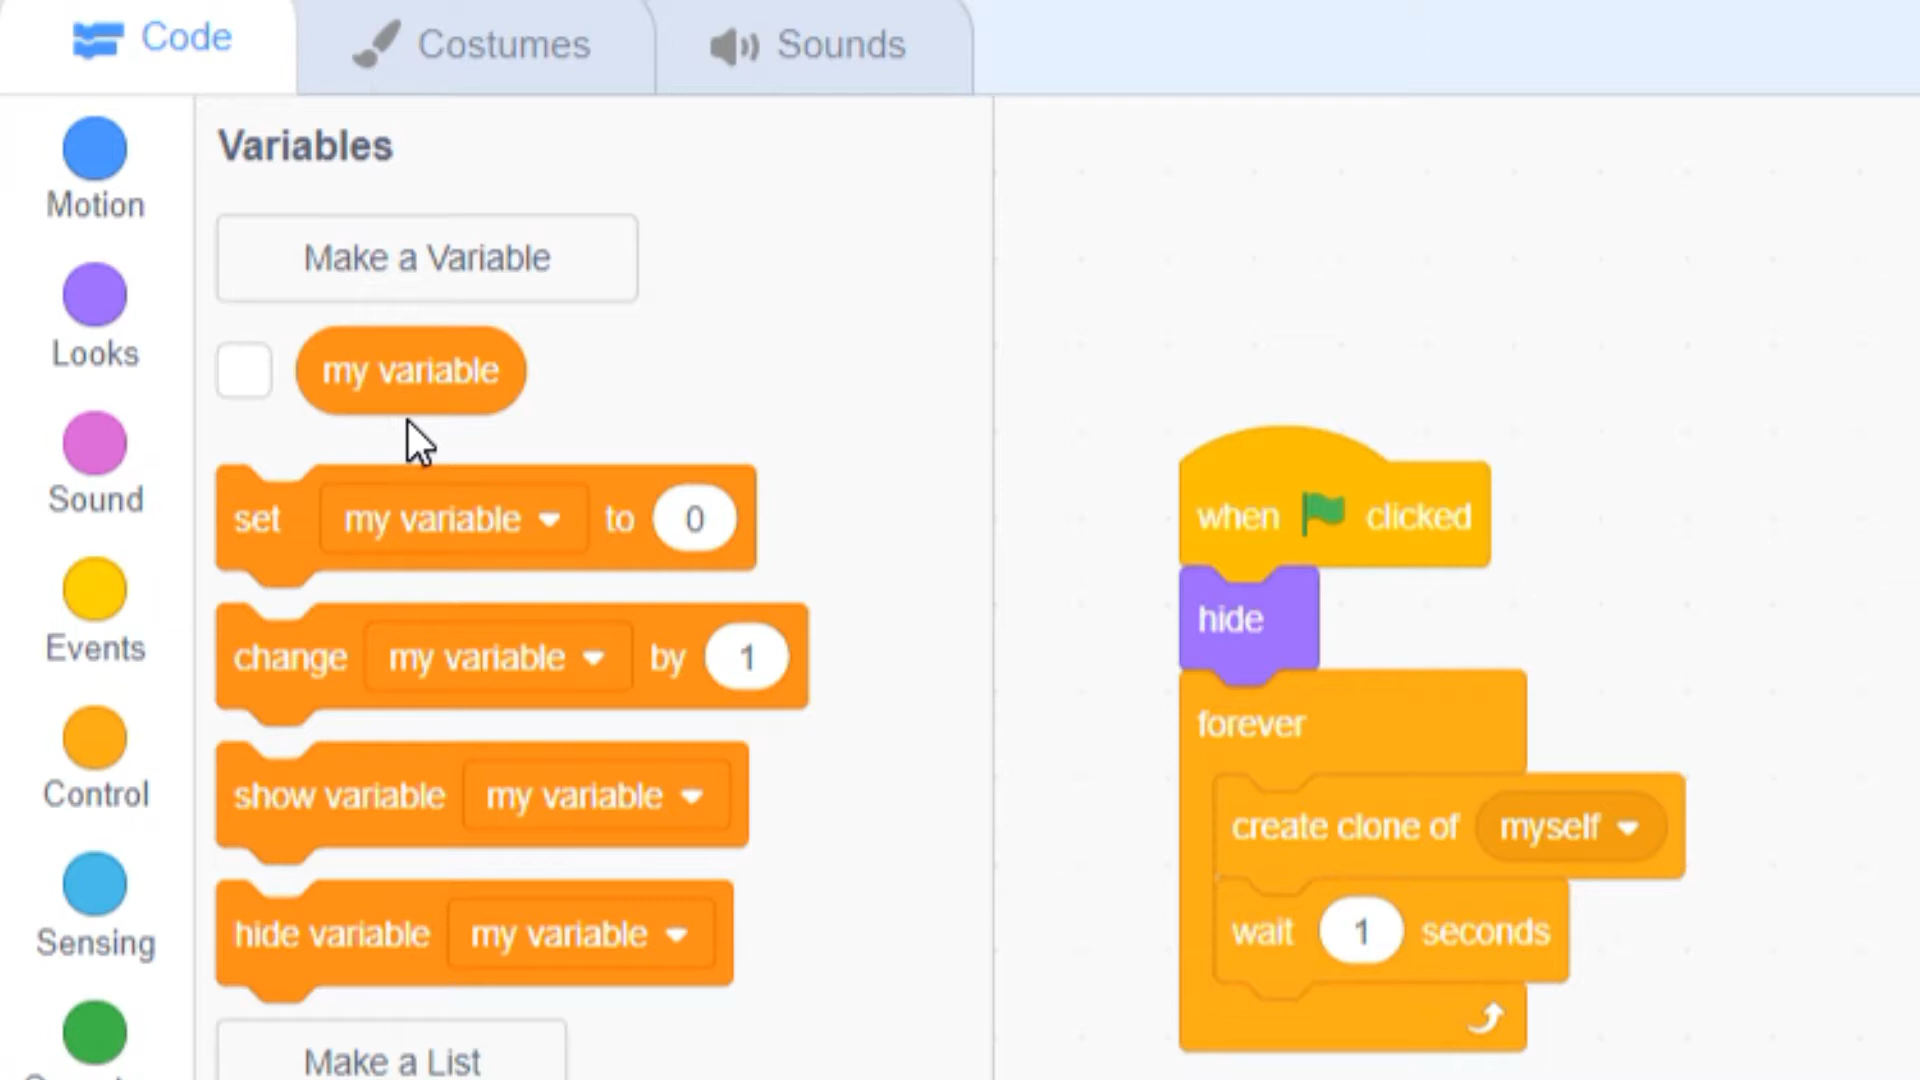 Code
Costumes
Sounds
Motion
Looks
Sound
Events
Control
Sensing
Variables
Make a Variable
my variable
set my variable to 0
change my variable by 1
show variable my variable
hide variable my variable
Make a List
when clicked
hide
forever
create clone of myself
wait 1 seconds